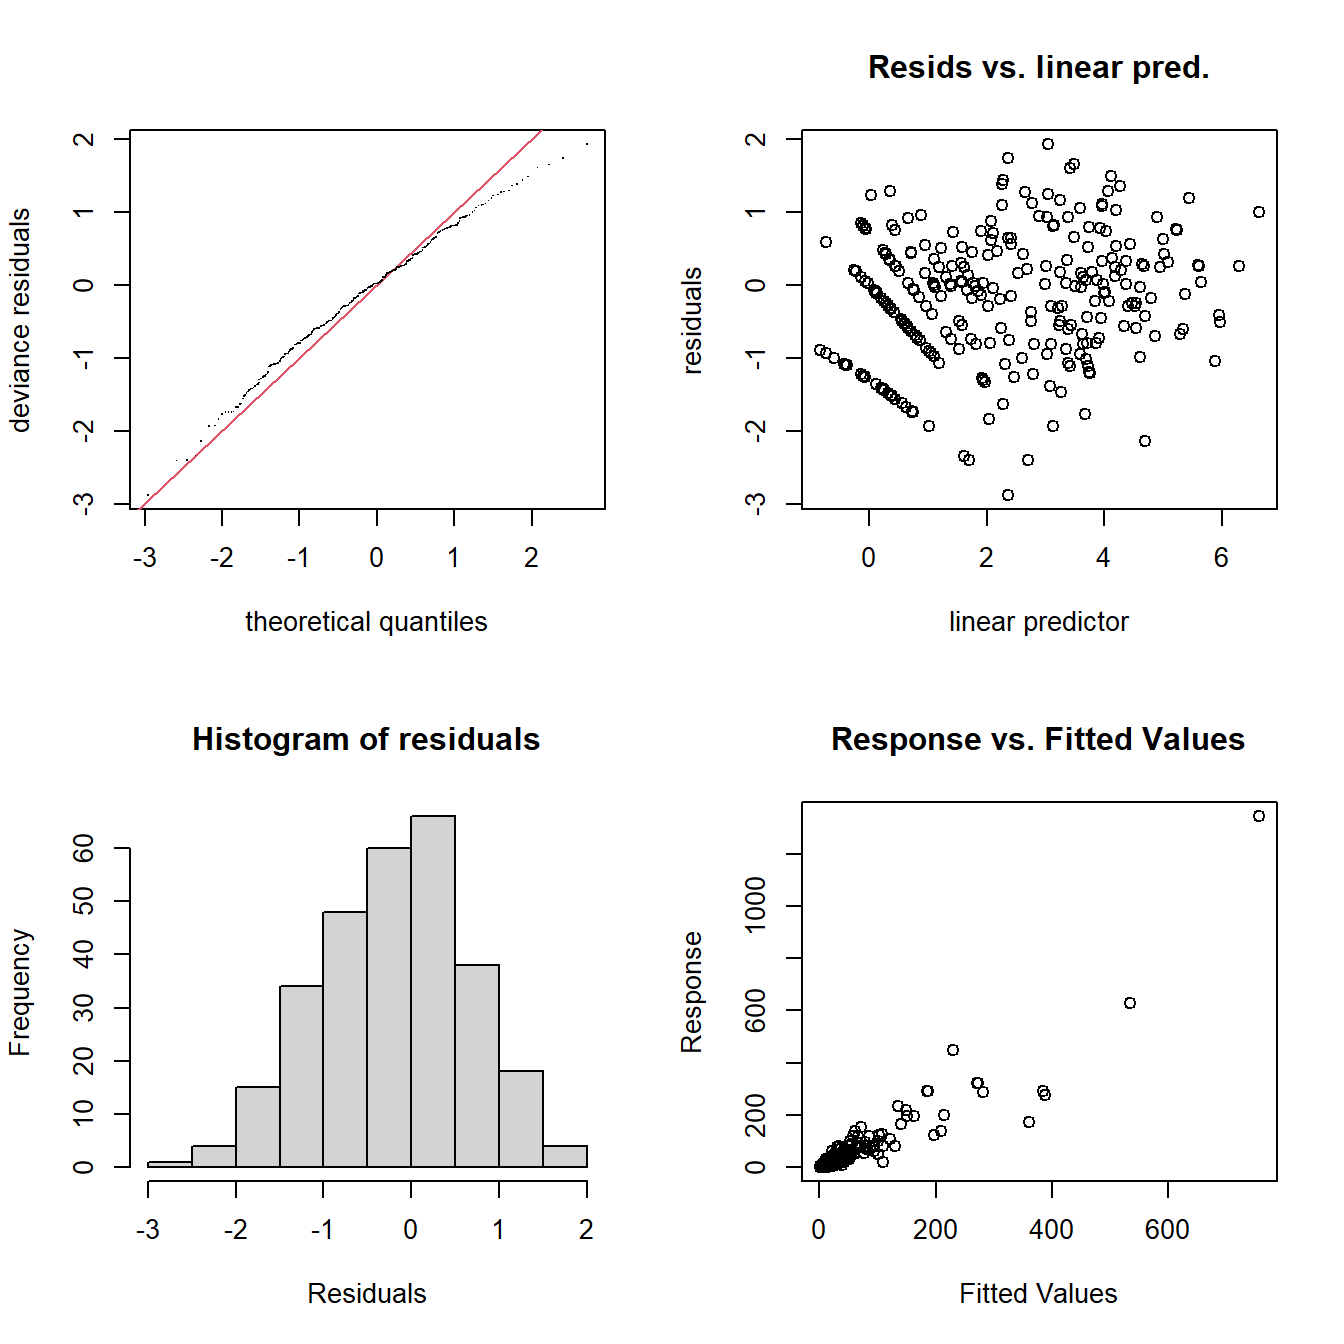 deviance residuals
2
1
0
-1
-2
-3
-3 -2 -1 0 1 2
theoretical quantiles
Resids vs. linear pred.
residuals
2
1
0
-1
-2
-3
0 2 4 6
linear predictor
Histogram of residuals
Frequency
60
50
40
30
20
10
0
-3 -2 -1 0 1 2
Residuals
Response vs. Fitted Values
Response
1000
600
200
0
0 200 400 600
Fitted Values